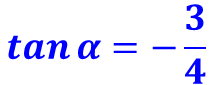 tan α = −3/4